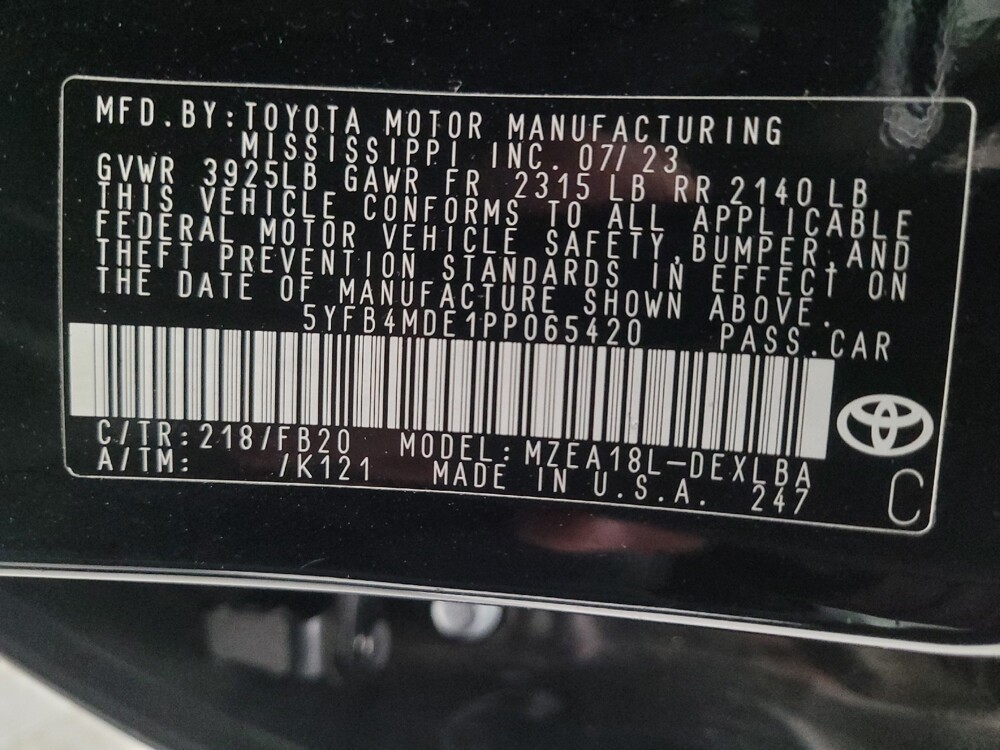 MFD.BY:TOYOTA MOTOR MANUFACTURING
MISSISSIPPI INC. 07/23
GVWR 3925LB GAWR FR 2315 LB RR 2140 LB
THIS VEHICLE CONFORMS TO ALL APPLICABLE
FEDERAL MOTOR VEHICLE SAFETY,BUMPER,AND
THEFT PREVENTION STANDARDS IN EFFECT ON
THE DATE OF MANUFACTURE SHOWN ABOVE.
5YFB4MDE1PP065420 PASS.CAR
C/TR:218/FB20 MODEL:MZEA18L-DEXLBA
A/TM: /K121 MADE IN U.S.A. 247
C